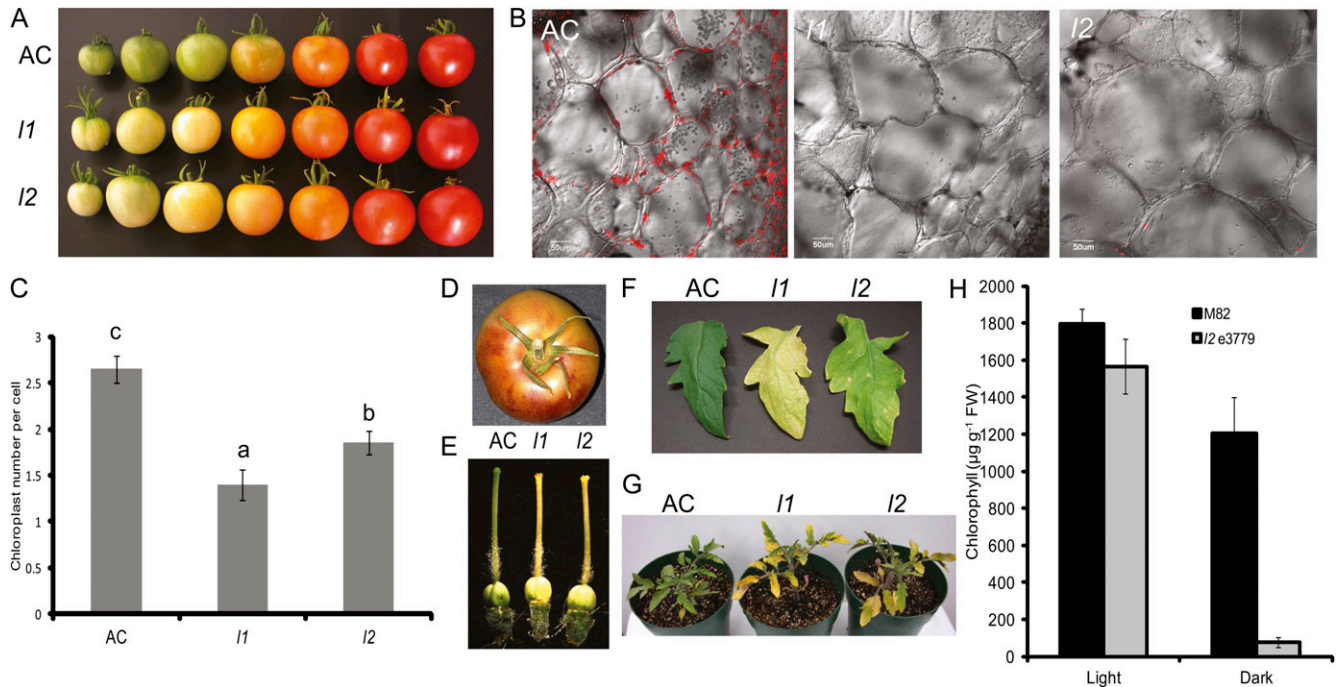 A
AC
l1
l2
B
AC
l1
l2
50um
50um
50um
C
Chloroplast number per cell
3
2.5
2
1.5
1
0.5
0
c
a
b
AC
l1
l2
D
E
AC l1 l2
F
AC l1 l2
G
AC l1 l2
H
Chlorophyll (µg g⁻¹ FW)
2000
1800
1600
1400
1200
1000
800
600
400
200
0
M82
l2 e3779
Light
Dark